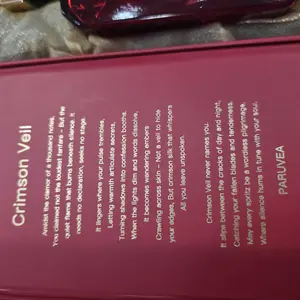 Crimson Veil
Amidst the clamor of a thousand notes,
You claimed not the loudest fanfare – But the
quiet flame that burns beneath silence. It
needs no declaration, seeks no stage.
It lingers where your pulse trembles,
Letting warmth articulate secrets,
Turning shadows into confession booths.
When the lights dim and words dissolve,
It becomes wandering embers
Crawling across skin – Not a veil to hide
your edges, But crimson silk that whispers
All you leave unspoken.
Crimson Veil never names you.
It slips between the cracks of day and night,
Catching your fallen blades and tenderness.
May every spritz be a wordless pilgrimage,
Where silence hums in tune with your soul.
PARUVEA